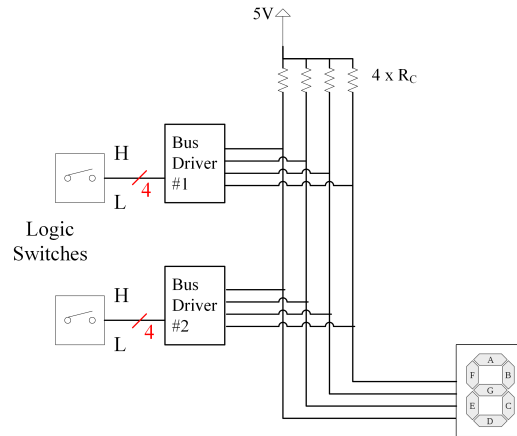 5V
4 x RC
H
Bus
Driver
#1
4
L
Logic
Switches
H
Bus
Driver
#2
4
L
A
F
B
G
E
C
D